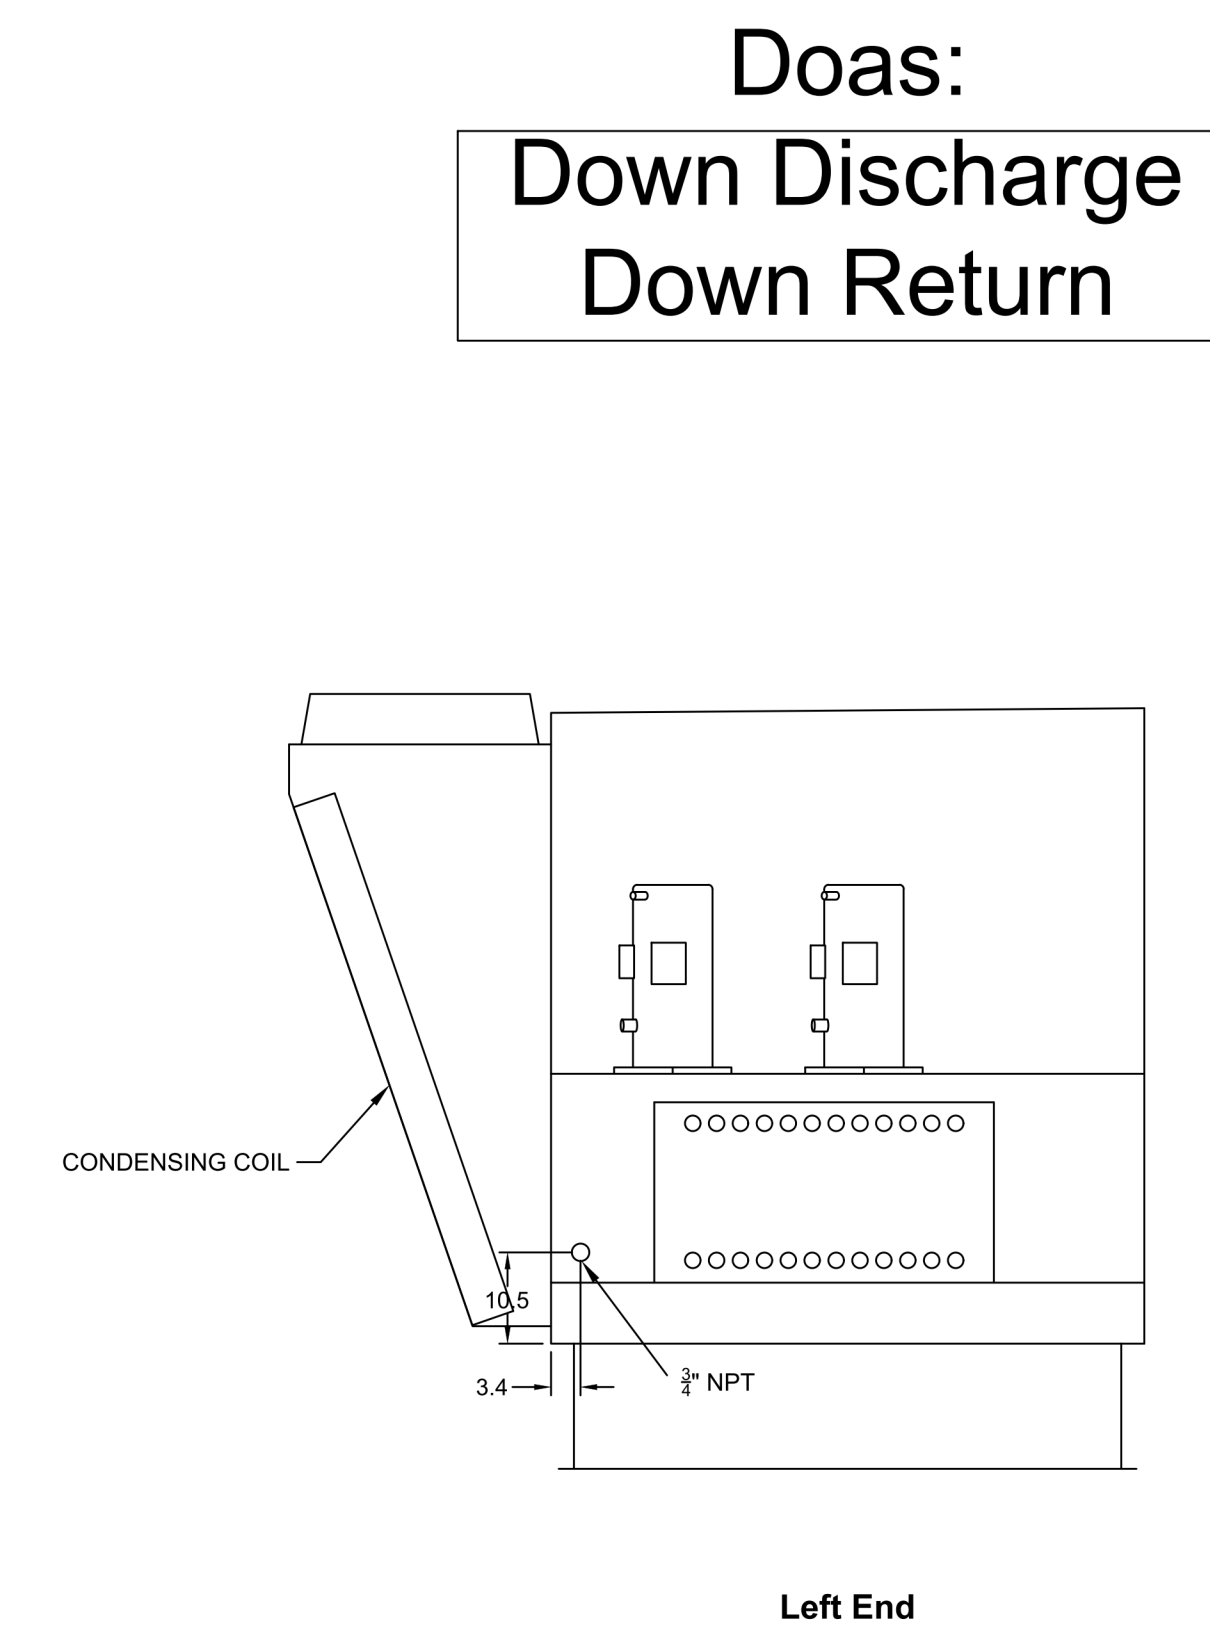 Doas:
Down Discharge
Down Return
CONDENSING COIL
10.5
3.4
3/4" NPT
Left End